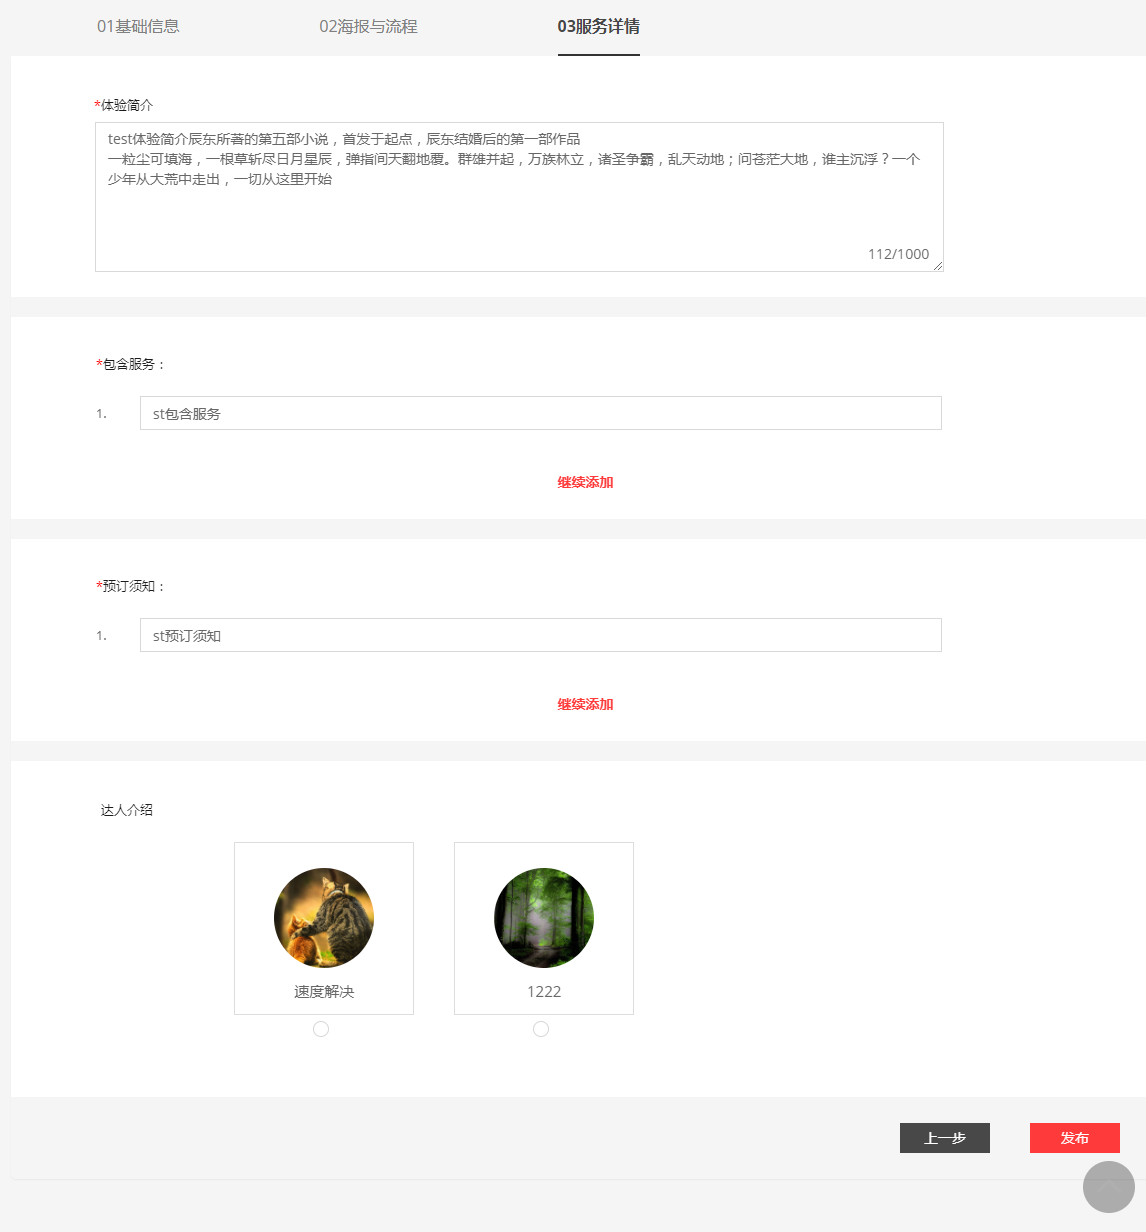 01基础信息 02海报与流程 03服务详情
*体验简介
test体验简介辰东所著的第五部小说，首发于起点，辰东结婚后的第一部作品
一粒尘可填海，一根草斩尽日月星辰，弹指间天翻地覆。群雄并起，万族林立，诸圣争霸，乱天动地；问苍茫大地，谁主沉浮？一个
少年从大荒中走出，一切从这里开始
112/1000
*包含服务：
1. st包含服务
继续添加
*预订须知：
1. st预订须知
继续添加
达人介绍
速度解决 1222
上一步 发布